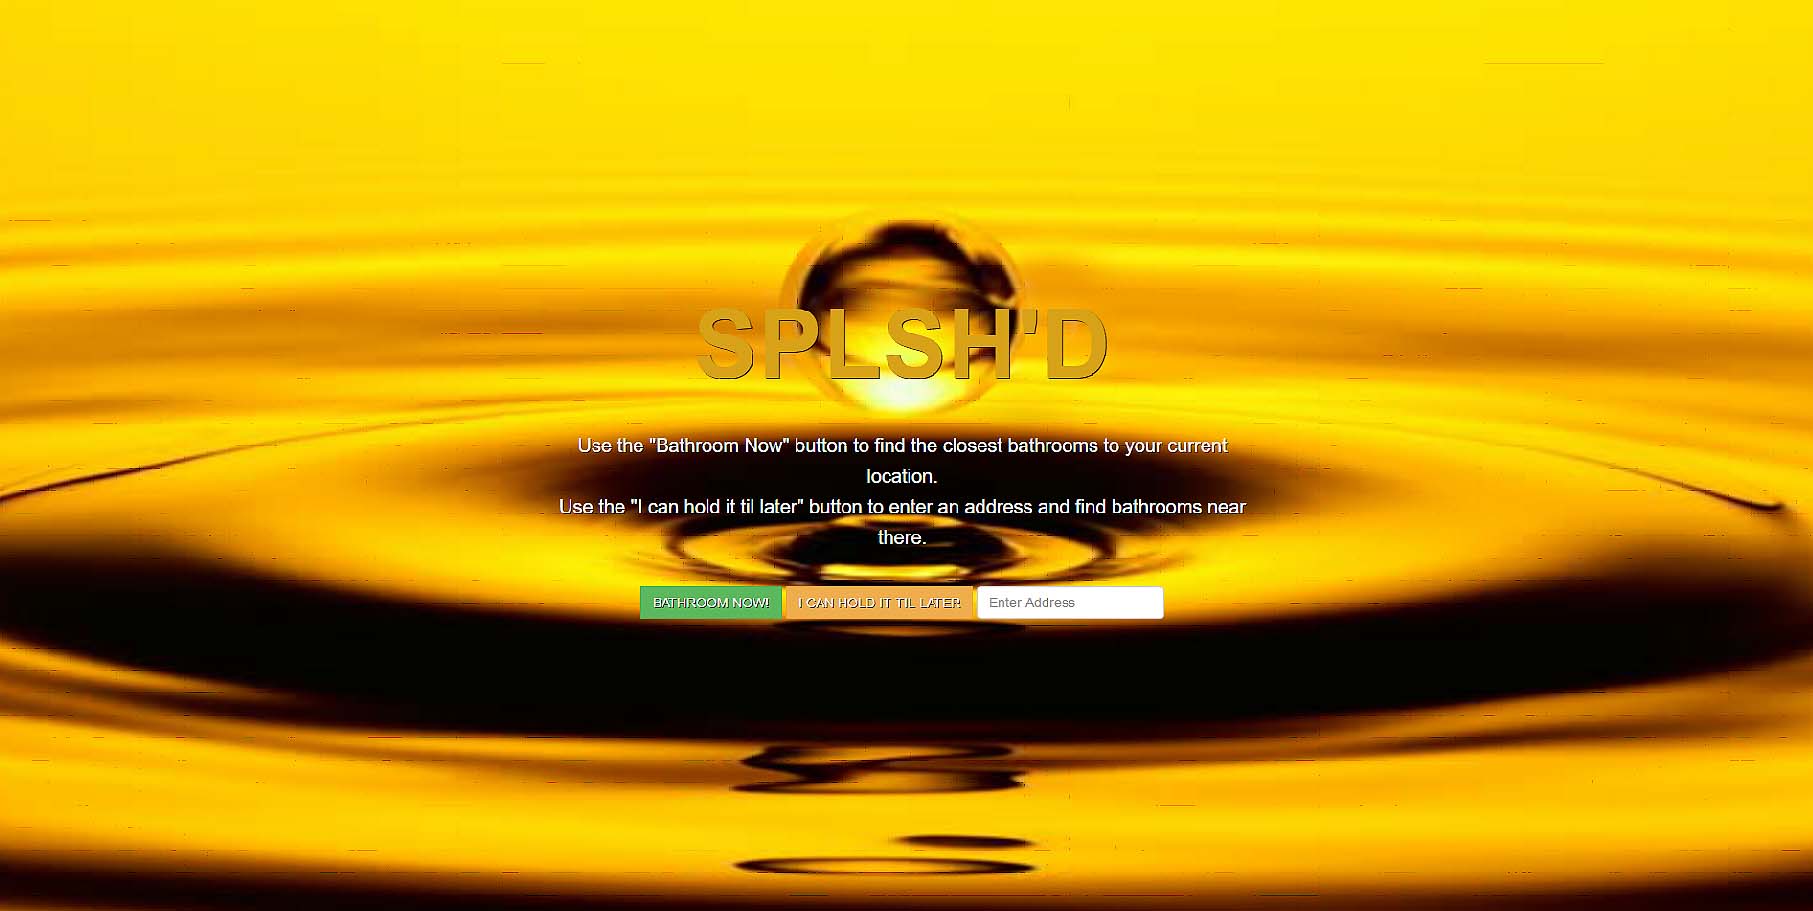 SPLSH'D
Use the "Bathroom Now" button to find the closest bathrooms to your current
location.
Use the "I can hold it til later" button to enter an address and find bathrooms near
there.
BATHROOM NOW! I CAN HOLD IT TIL LATER Enter Address